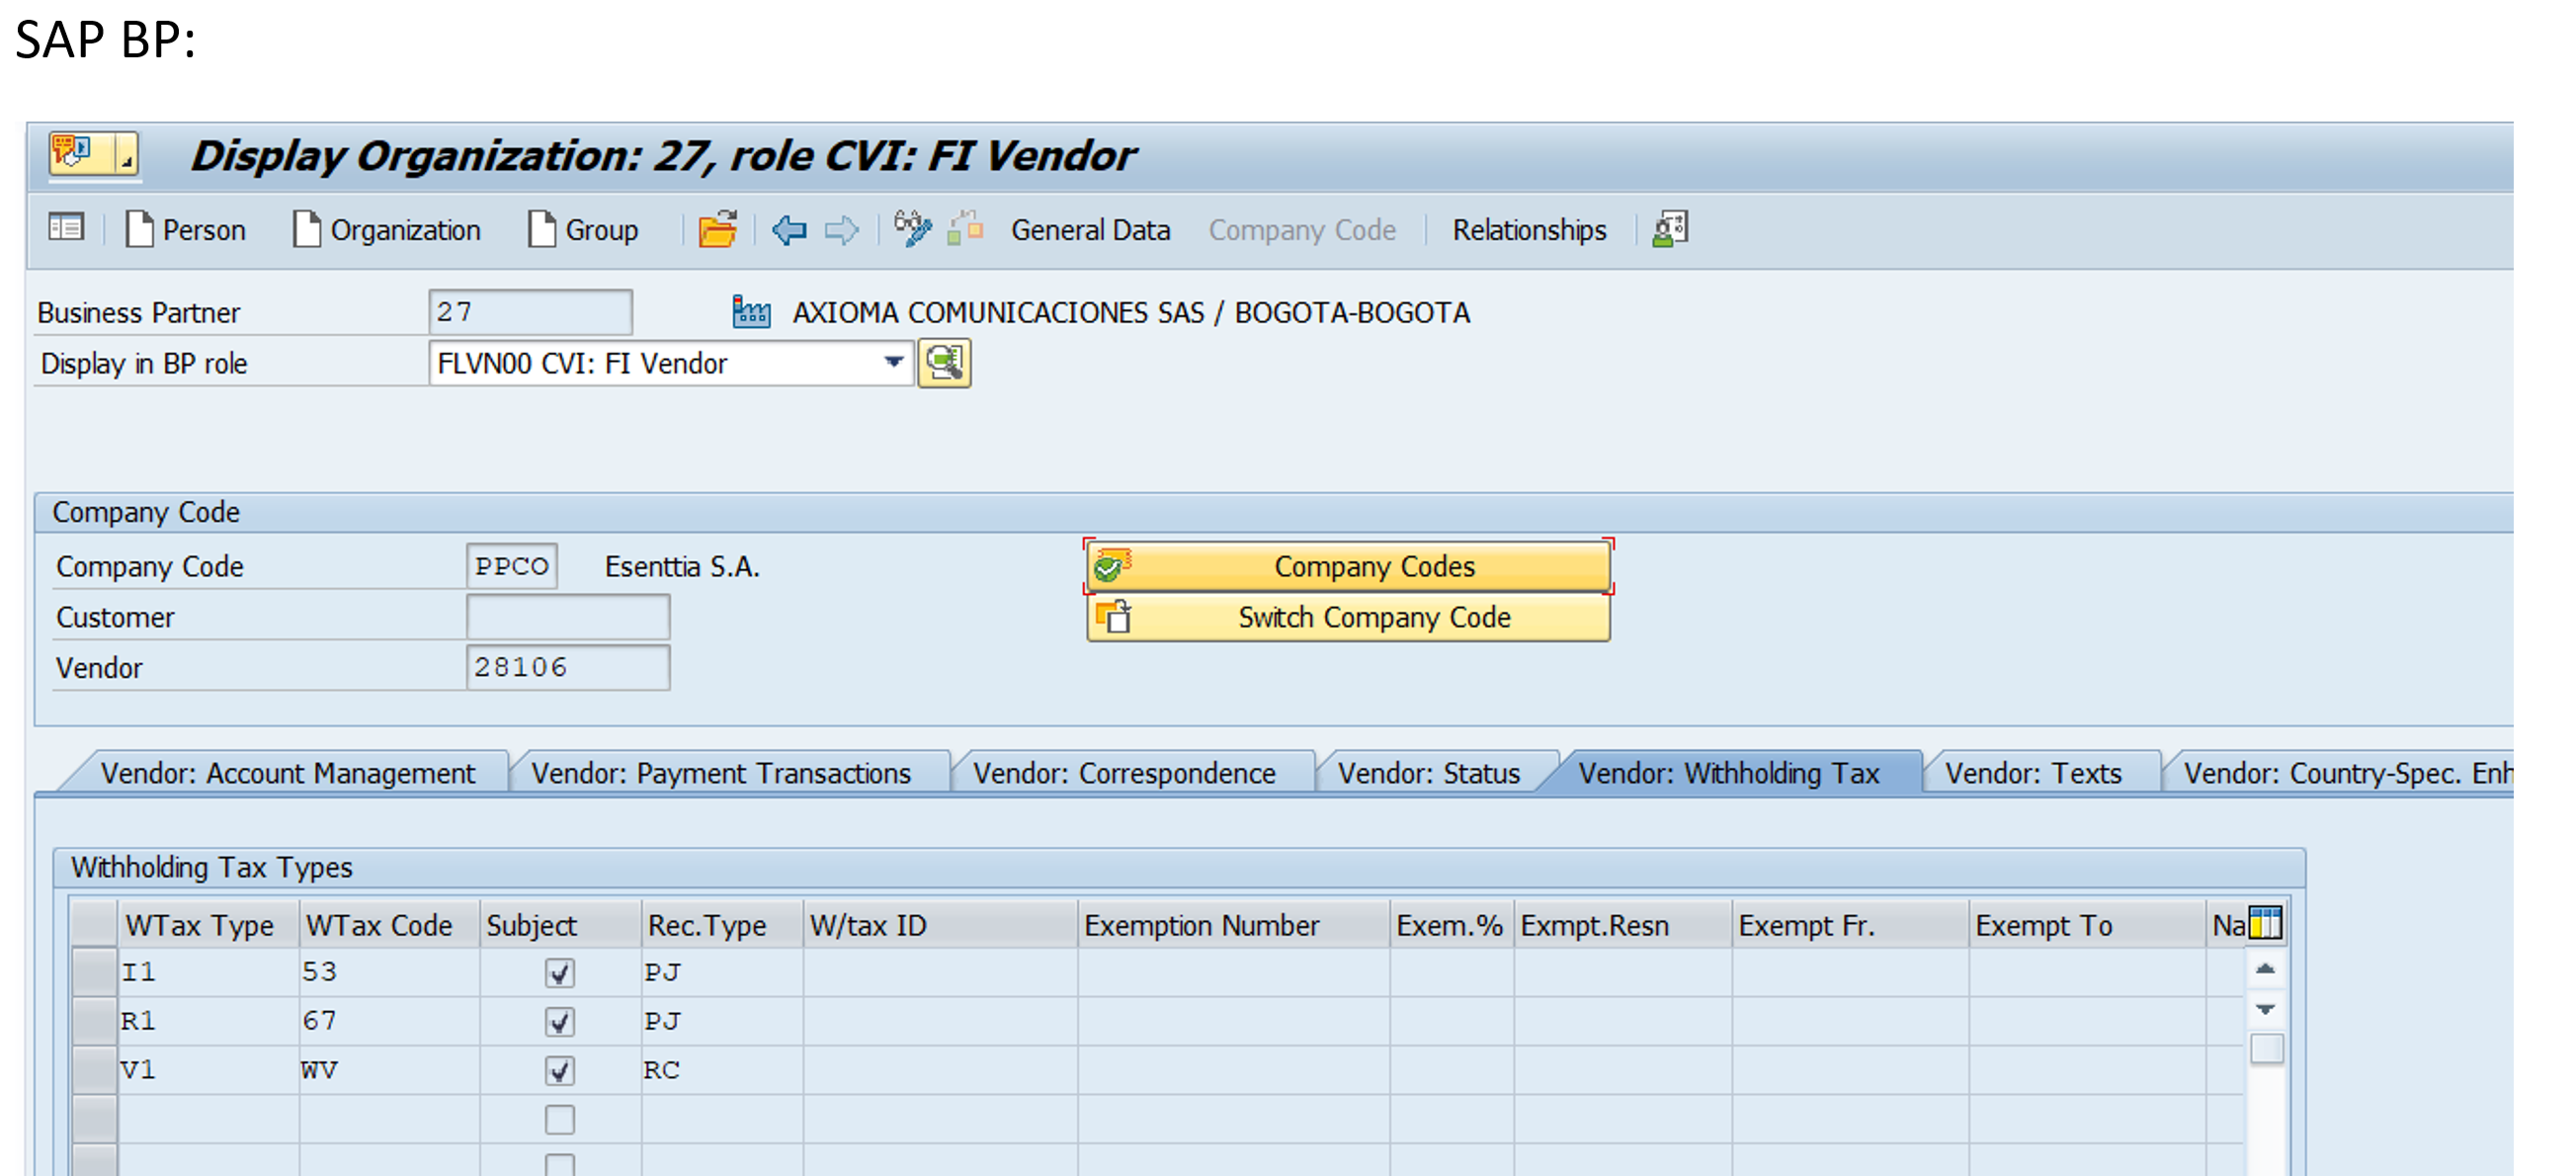 SAP BP:
Display Organization: 27, role CVI: FI Vendor
Person Organization Group General Data Company Code Relationships
Business Partner 27 AXIOMA COMUNICACIONES SAS / BOGOTA-BOGOTA
Display in BP role FLVN00 CVI: FI Vendor
Company Code
Company Code PPCO Esenttia S.A. Company Codes
Customer Switch Company Code
Vendor 28106
Vendor: Account Management Vendor: Payment Transactions Vendor: Correspondence Vendor: Status Vendor: Withholding Tax Vendor: Texts Vendor: Country-Spec. Enh
Withholding Tax Types
WTax Type WTax Code Subject Rec.Type W/tax ID Exemption Number Exem.% Exmpt.Resn Exempt Fr. Exempt To Na
I1 53 PJ
R1 67 PJ
V1 WV RC